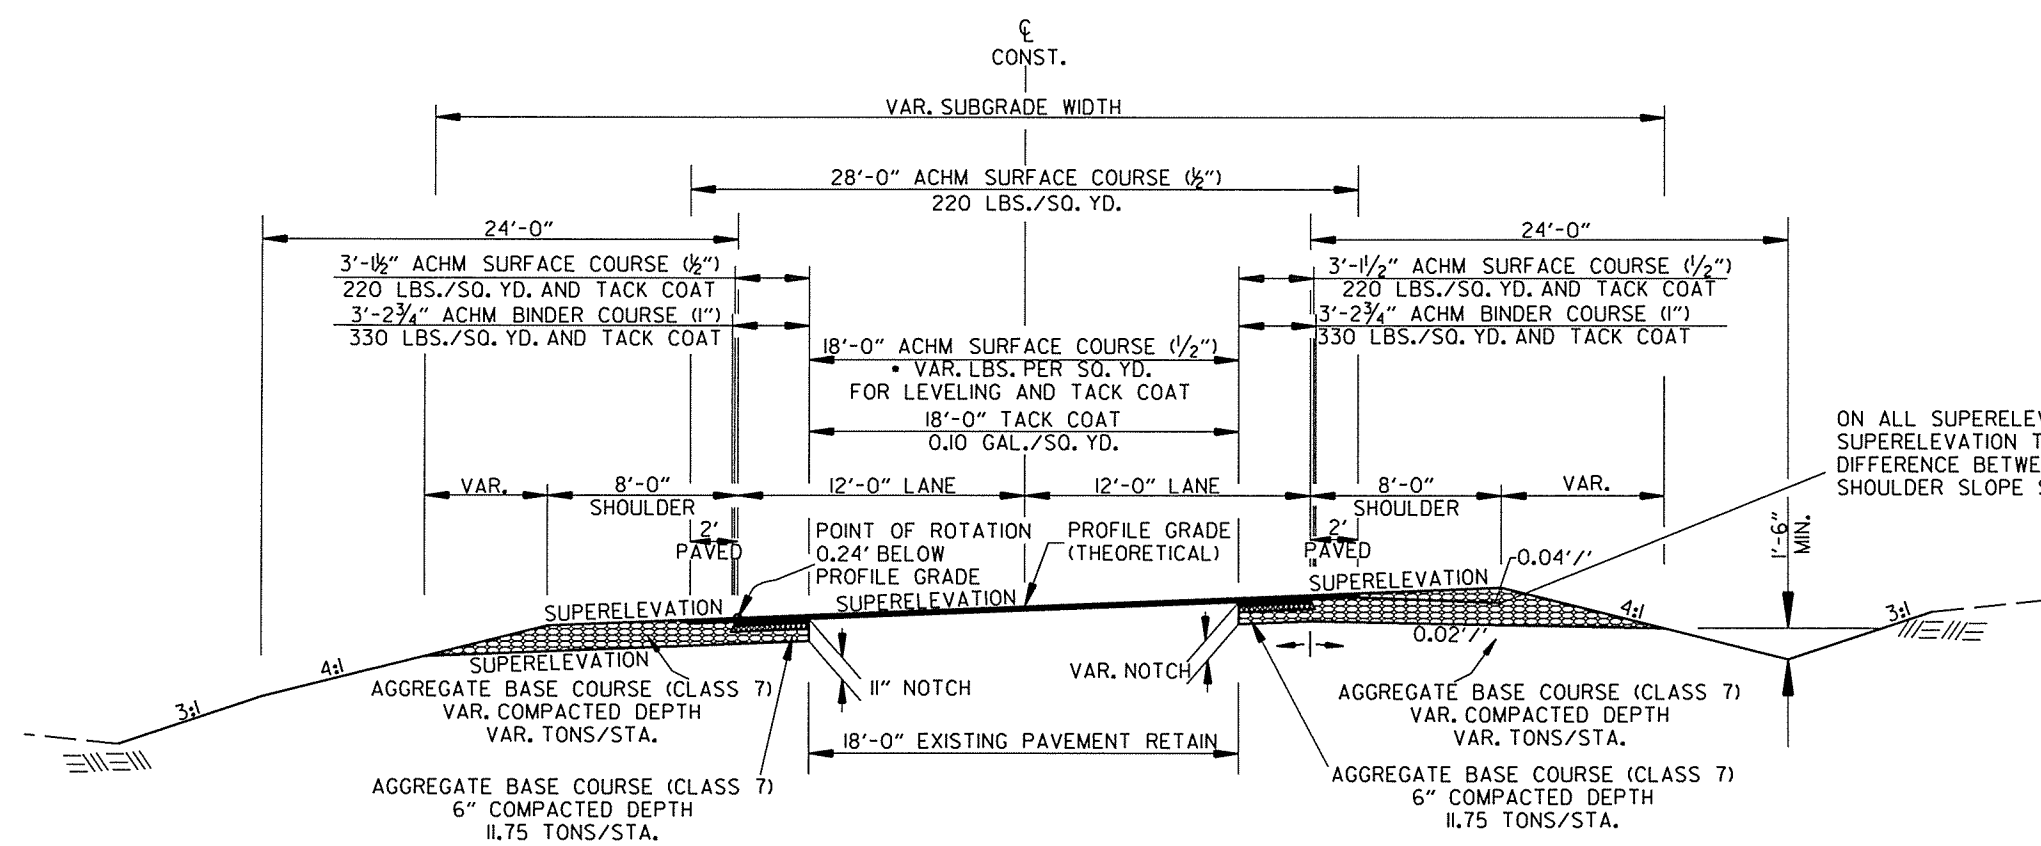 ℄
CONST.
VAR. SUBGRADE WIDTH
28'-0" ACHM SURFACE COURSE (1/2")
220 LBS./SQ. YD.
24'-0"
24'-0"
3'-1 1/2" ACHM SURFACE COURSE (1/2")
220 LBS./SQ. YD. AND TACK COAT
3'-2 3/4" ACHM BINDER COURSE (1")
330 LBS./SQ. YD. AND TACK COAT
3'-1 1/2" ACHM SURFACE COURSE (1/2")
220 LBS./SQ. YD. AND TACK COAT
3'-2 3/4" ACHM BINDER COURSE (1")
330 LBS./SQ. YD. AND TACK COAT
18'-0" ACHM SURFACE COURSE (1/2")
* VAR. LBS. PER SQ. YD.
FOR LEVELING AND TACK COAT
18'-0" TACK COAT
0.10 GAL./SQ. YD.
ON ALL SUPERELEV
SUPERELEVATION T
DIFFERENCE BETWE
SHOULDER SLOPE S
VAR.
8'-0"
SHOULDER
12'-0" LANE
12'-0" LANE
8'-0"
SHOULDER
VAR.
2'
PAVED
POINT OF ROTATION
0.24' BELOW
PROFILE GRADE
PROFILE GRADE
(THEORETICAL)
2'
PAVED
1'-6"
MIN.
0.04'/'
SUPERELEVATION
SUPERELEVATION
SUPERELEVATION
4:1
3:1
0.02'/'
SUPERELEVATION
4:1
3:1
11" NOTCH
VAR. NOTCH
AGGREGATE BASE COURSE (CLASS 7)
VAR. COMPACTED DEPTH
VAR. TONS/STA.
AGGREGATE BASE COURSE (CLASS 7)
VAR. COMPACTED DEPTH
VAR. TONS/STA.
18'-0" EXISTING PAVEMENT RETAIN
AGGREGATE BASE COURSE (CLASS 7)
6" COMPACTED DEPTH
11.75 TONS/STA.
AGGREGATE BASE COURSE (CLASS 7)
6" COMPACTED DEPTH
11.75 TONS/STA.